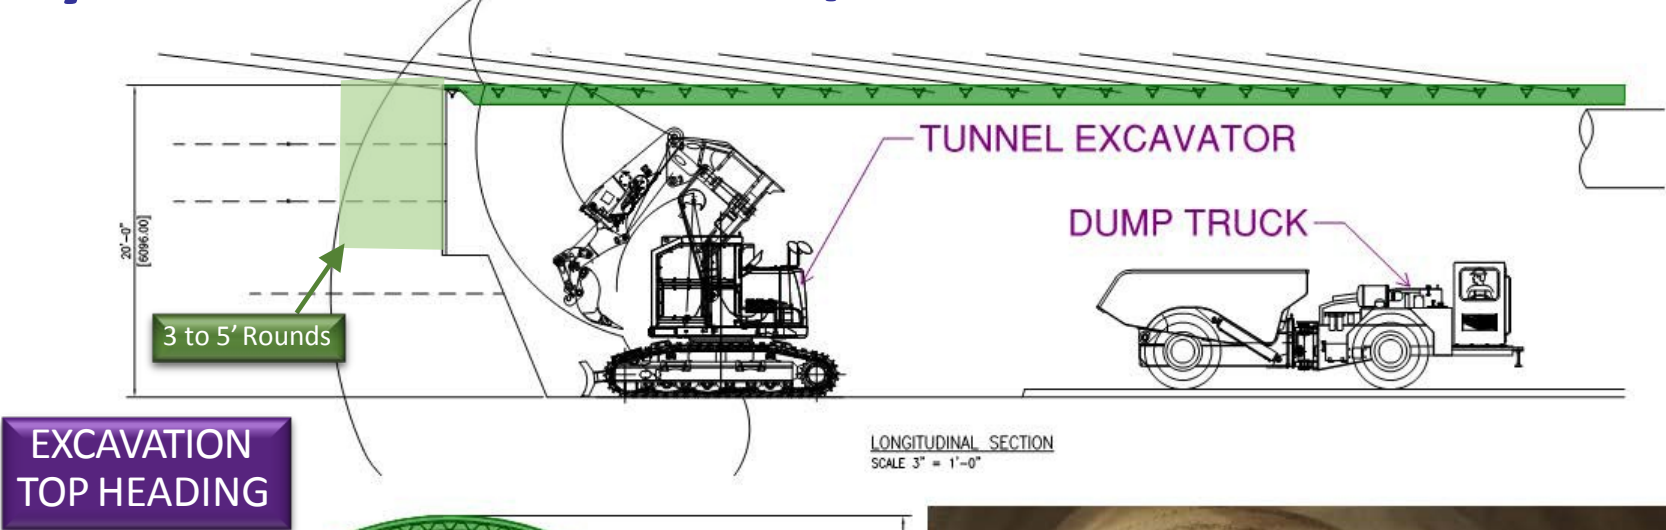 TUNNEL EXCAVATOR
DUMP TRUCK
20'-0"
[6096.00]
3 to 5' Rounds
EXCAVATION
TOP HEADING
LONGITUDINAL SECTION
SCALE 3" = 1'-0"